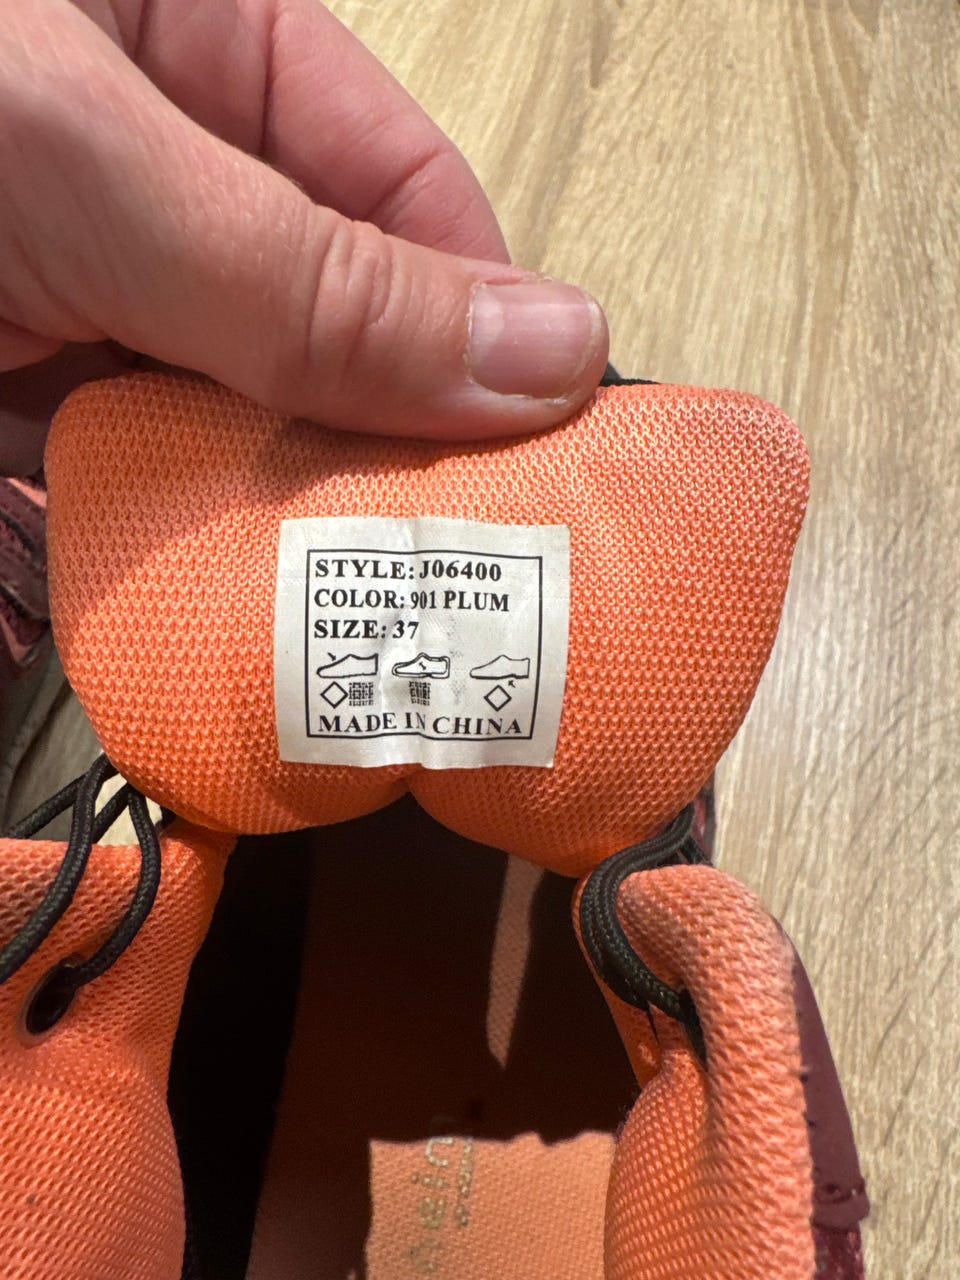 STYLE: J06400
COLOR: 901 PLUM
SIZE: 37
MADE IN CHINA